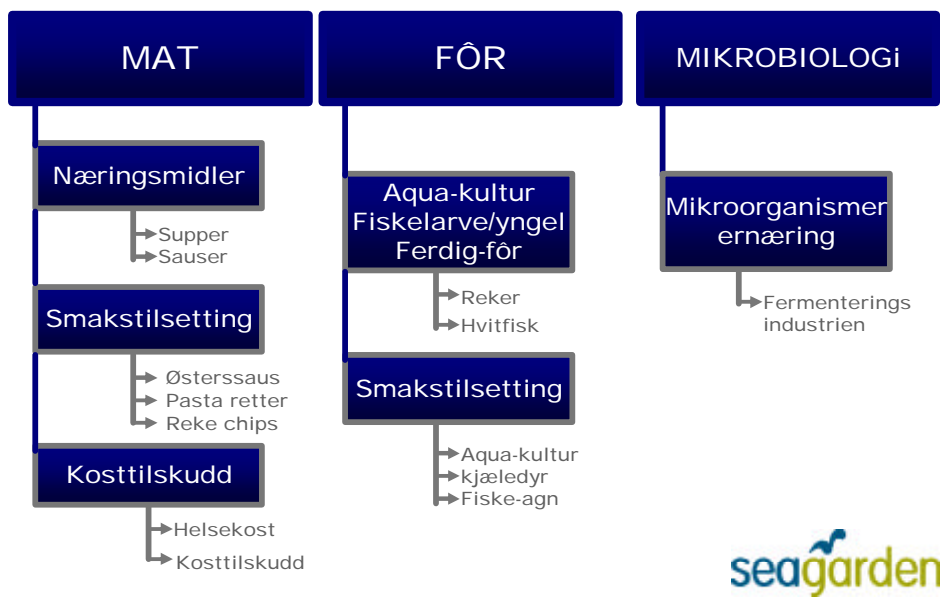 MAT
Næringsmidler
Supper
Sauser
Smakstilsetting
Østerssaus
Pasta retter
Reke chips
Kosttilskudd
Helsekost
Kosttilskudd
FÔR
Aqua-kultur
Fiskelarve/yngel
Ferdig-fôr
Reker
Hvitfisk
Smakstilsetting
Aqua-kultur
kjæledyr
Fiske-agn
MIKROBIOLOGi
Mikroorganismer
ernæring
Fermenterings
industrien
seagarden